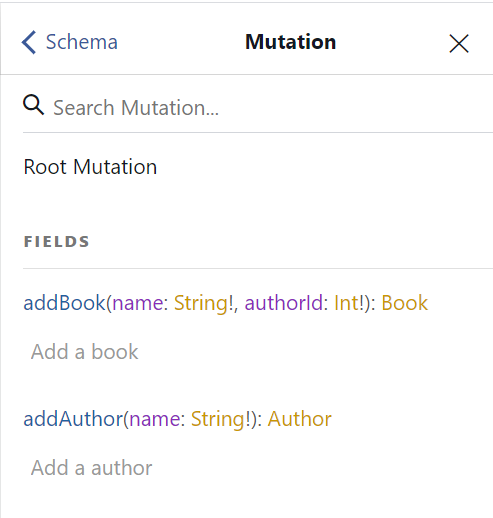 Schema
Mutation
Search Mutation...
Root Mutation
FIELDS
addBook(name: String!, authorId: Int!): Book
Add a book
addAuthor(name: String!): Author
Add a author